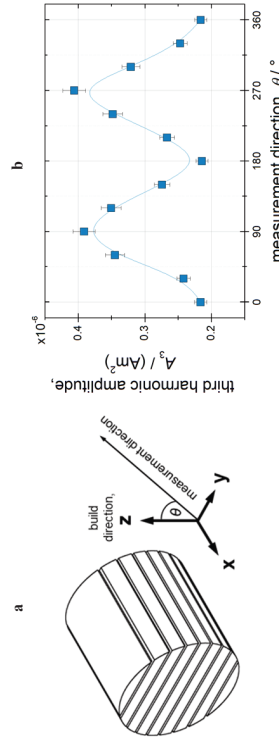 a
build
direction,
z
θ
measurement direction
x
y
b
x10⁻⁶
0.4
0.3
0.2
third harmonic amplitude,
A₃ / (Am²)
0
90
180
270
360
measurement direction, θ / °